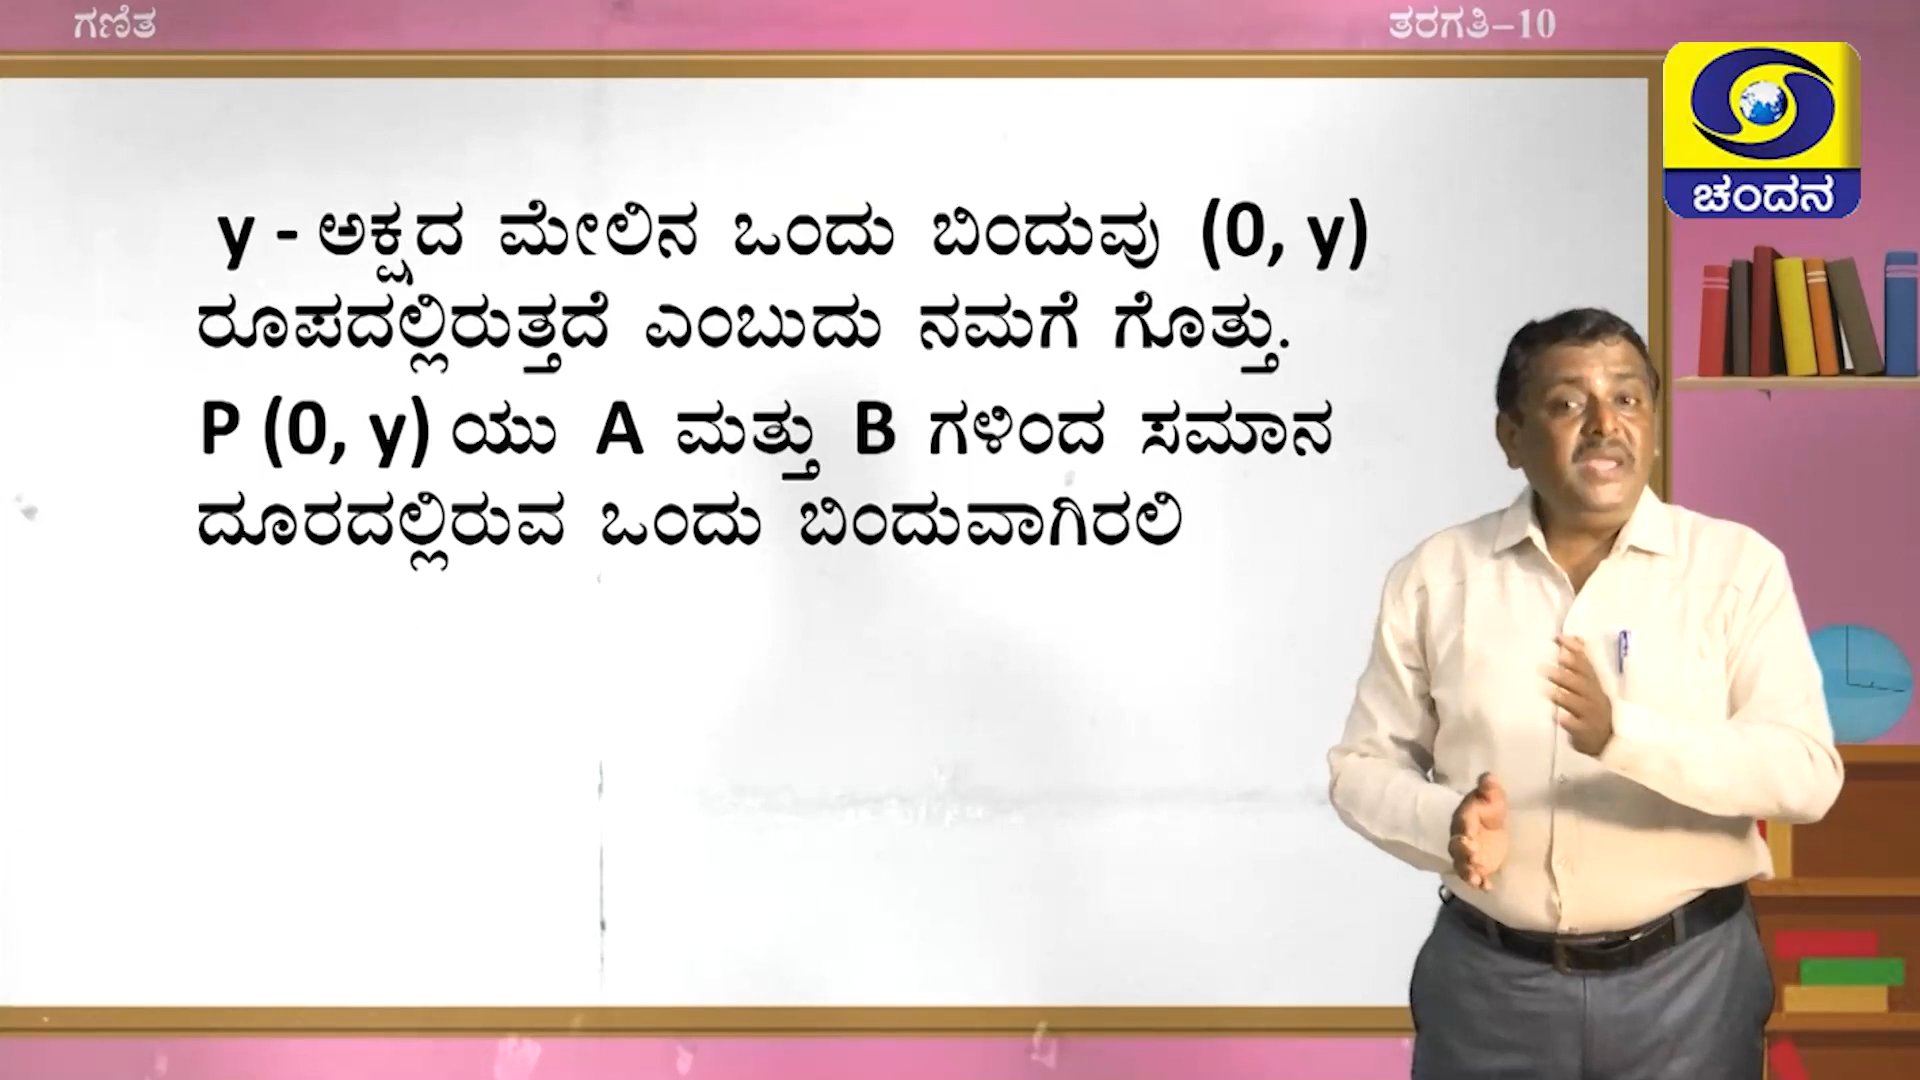 ಗಣಿತ
ತರಗತಿ-10
ಚಂದನ
y - ಅಕ್ಷದ ಮೇಲಿನ ಒಂದು ಬಿಂದುವು (0, y)
ರೂಪದಲ್ಲಿರುತ್ತದೆ ಎಂಬುದು ನಮಗೆ ಗೊತ್ತು.
P (0, y) ಯು A ಮತ್ತು B ಗಳಿಂದ ಸಮಾನ
ದೂರದಲ್ಲಿರುವ ಒಂದು ಬಿಂದುವಾಗಿರಲಿ